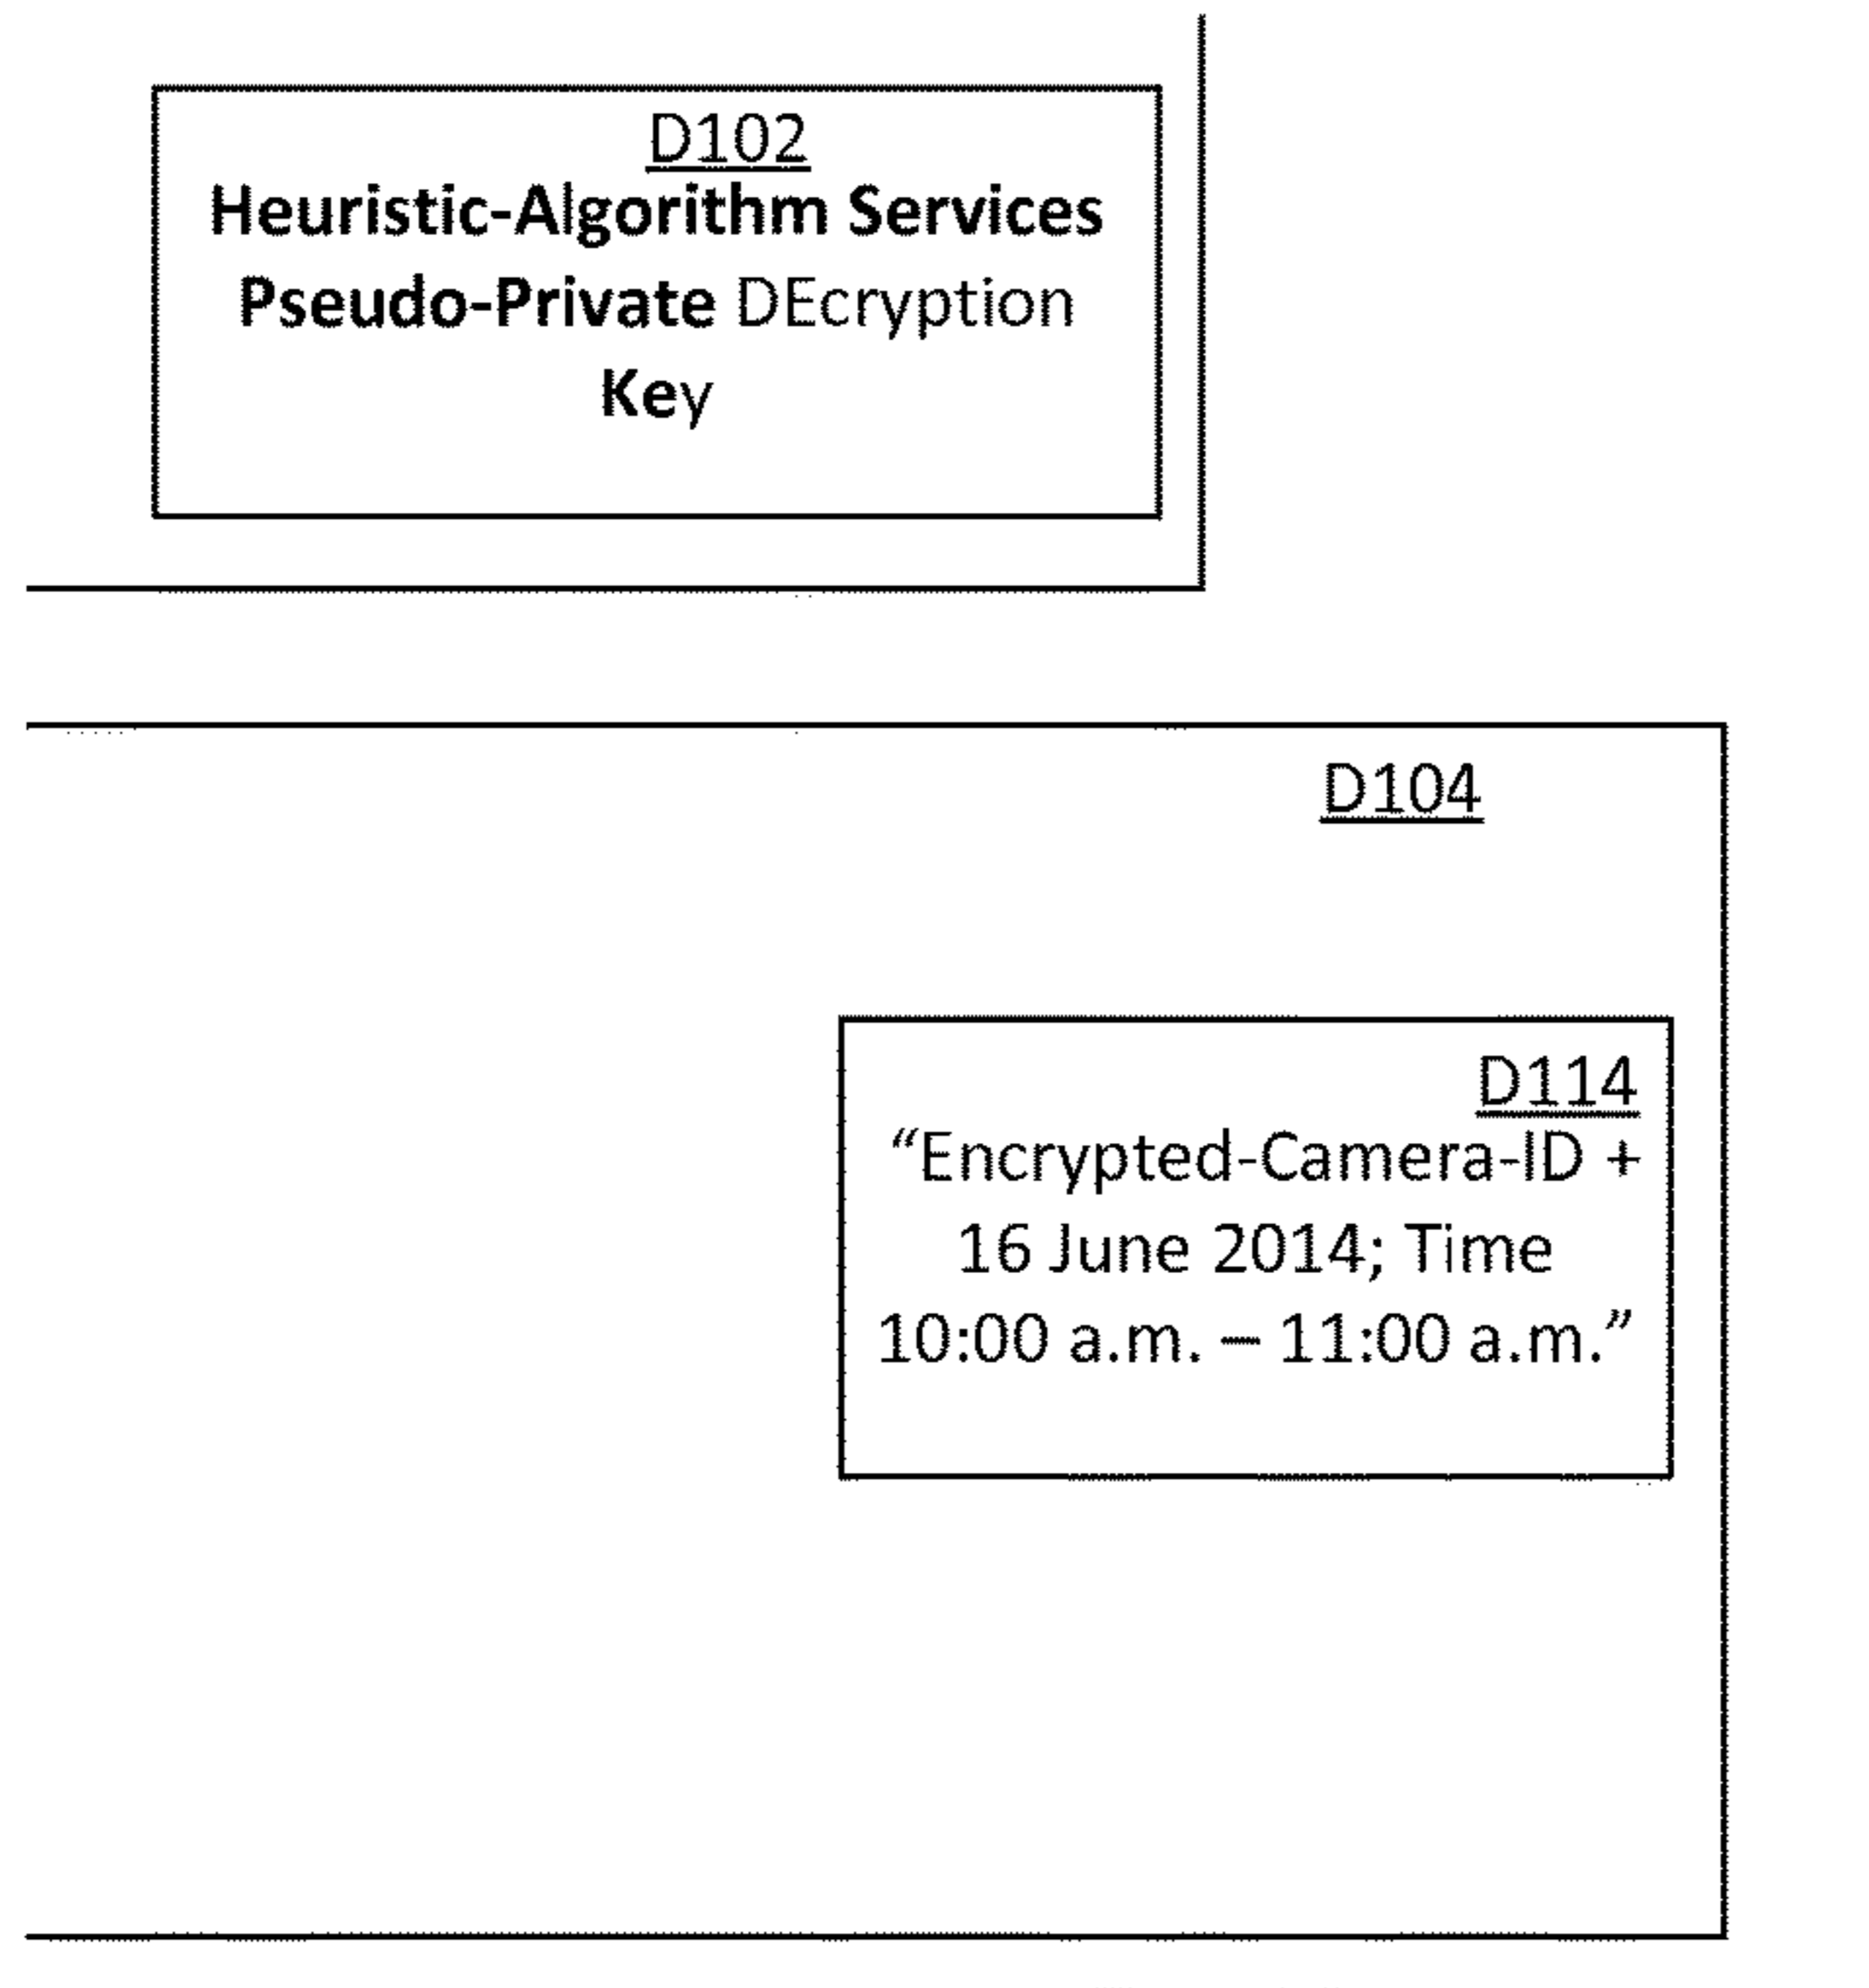 D102
Heuristic-Algorithm Services
Pseudo-Private DEcryption
Key
D104
D114
“Encrypted-Camera-ID +
16 June 2014; Time
10:00 a.m. – 11:00 a.m.”